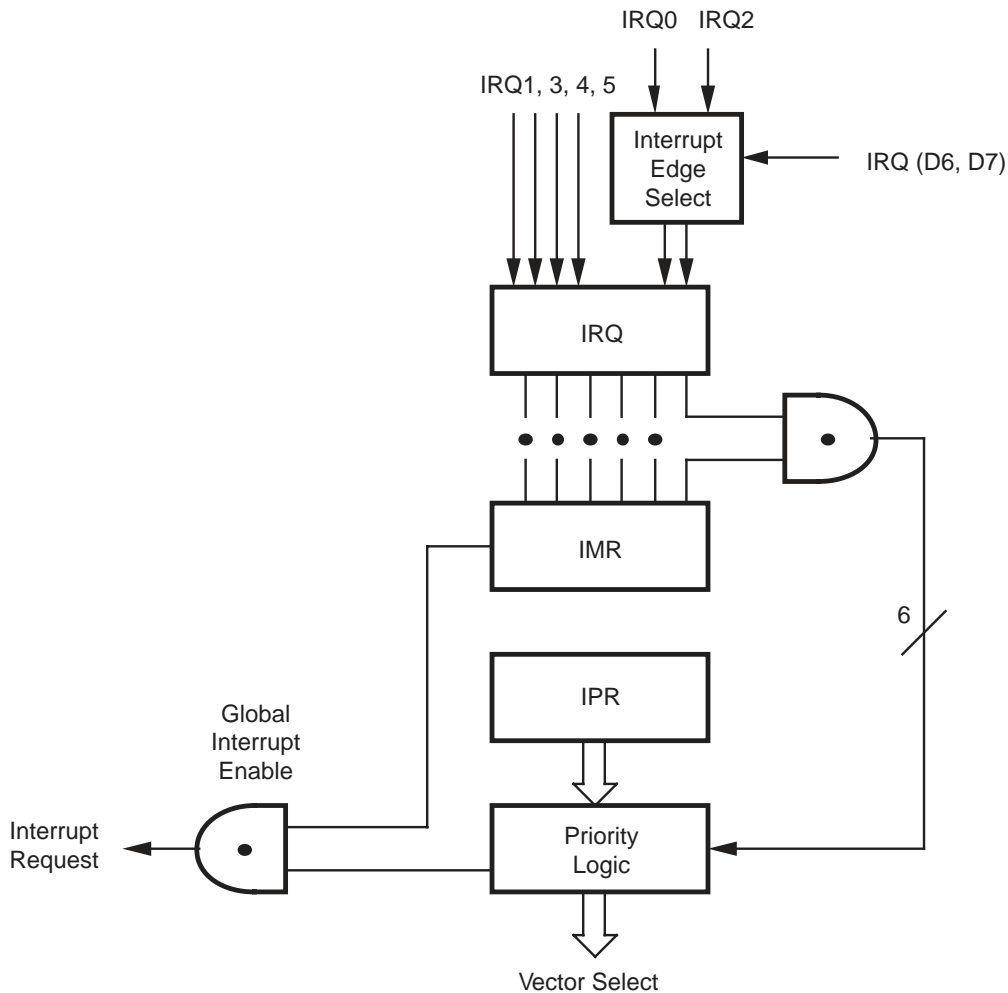 IRQ0 IRQ2
IRQ1, 3, 4, 5
Interrupt
Edge
Select
IRQ (D6, D7)
IRQ
IMR
6
IPR
Global
Interrupt
Enable
Interrupt
Request
Priority
Logic
Vector Select